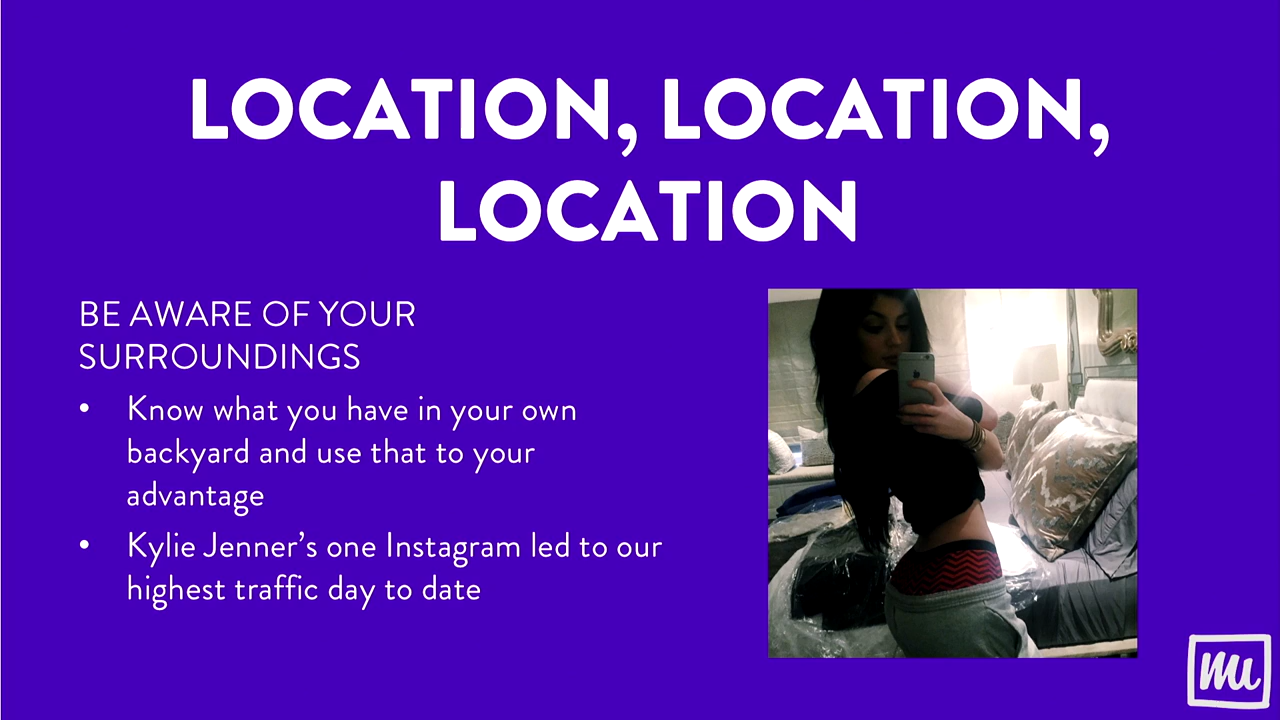 LOCATION, LOCATION,
LOCATION
BE AWARE OF YOUR
SURROUNDINGS
• Know what you have in your own
backyard and use that to your
advantage
• Kylie Jenner’s one Instagram led to our
highest traffic day to date
mu